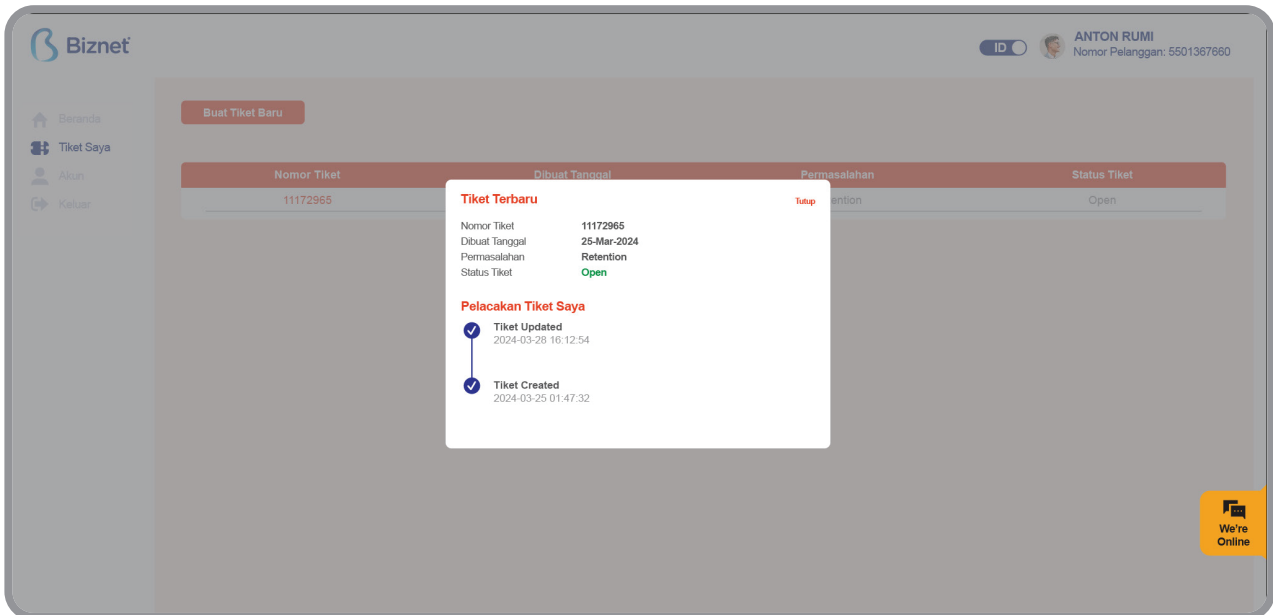 Biznet
ID
ANTON RUMI
Nomor Pelanggan: 5501367660
Beranda
Tiket Saya
Akun
Keluar
Buat Tiket Baru
Nomor Tiket Dibuat Tanggal Permasalahan Status Tiket
11172965 Open
Tiket Terbaru Tutup
Nomor Tiket 11172965
Dibuat Tanggal 25-Mar-2024
Permasalahan Retention
Status Tiket Open
Pelacakan Tiket Saya
Tiket Updated
2024-03-28 16:12:54
Tiket Created
2024-03-25 01:47:32
We're
Online